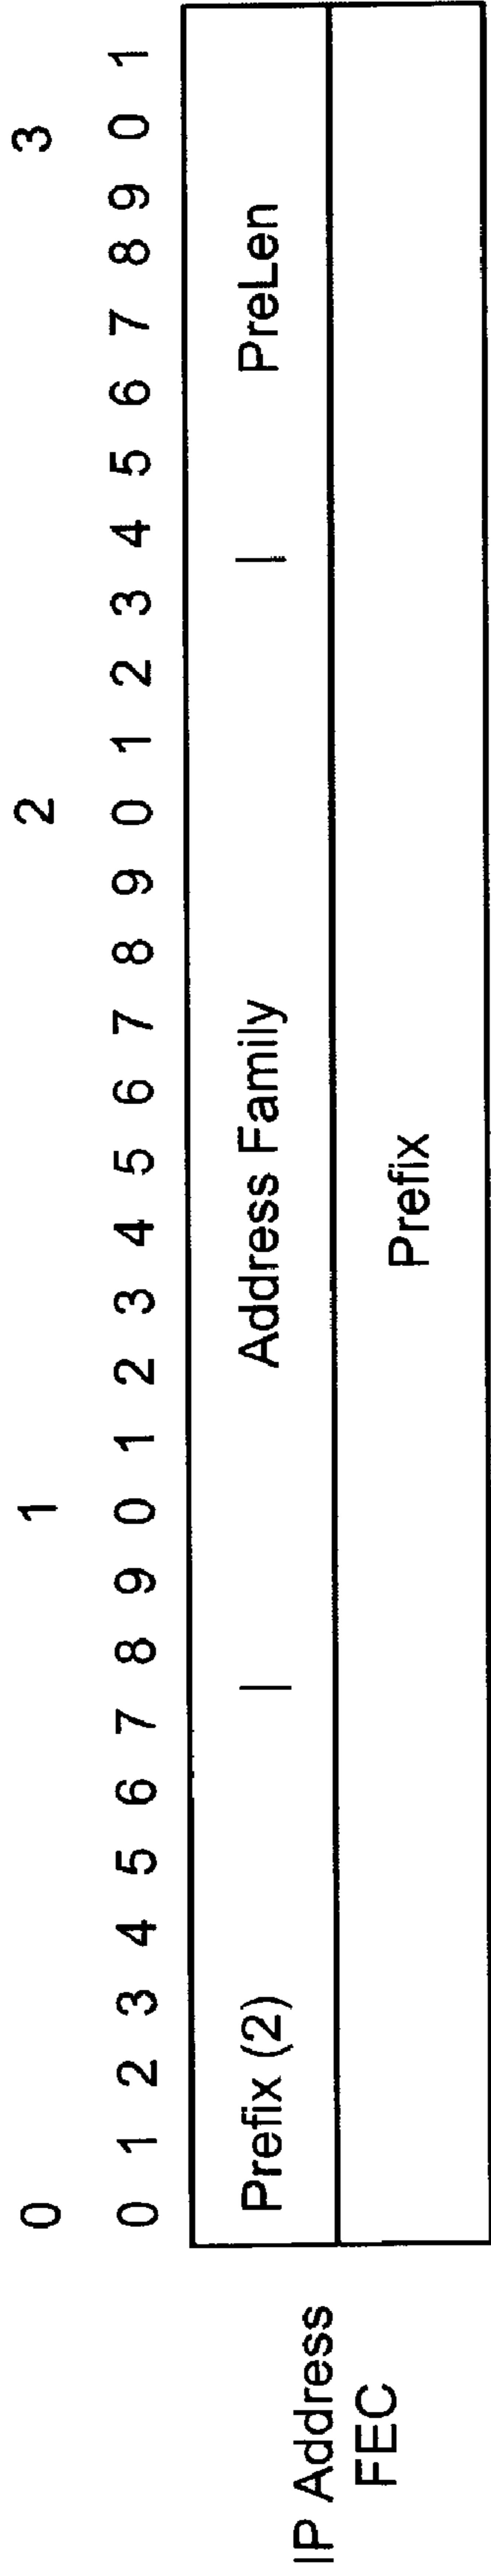 0 1 2 3
0 1 2 3 4 5 6 7 8 9 0 1 2 3 4 5 6 7 8 9 0 1 2 3 4 5 6 7 8 9 0 1
Prefix (2) | Address Family | PreLen
IP Address
FEC
Prefix